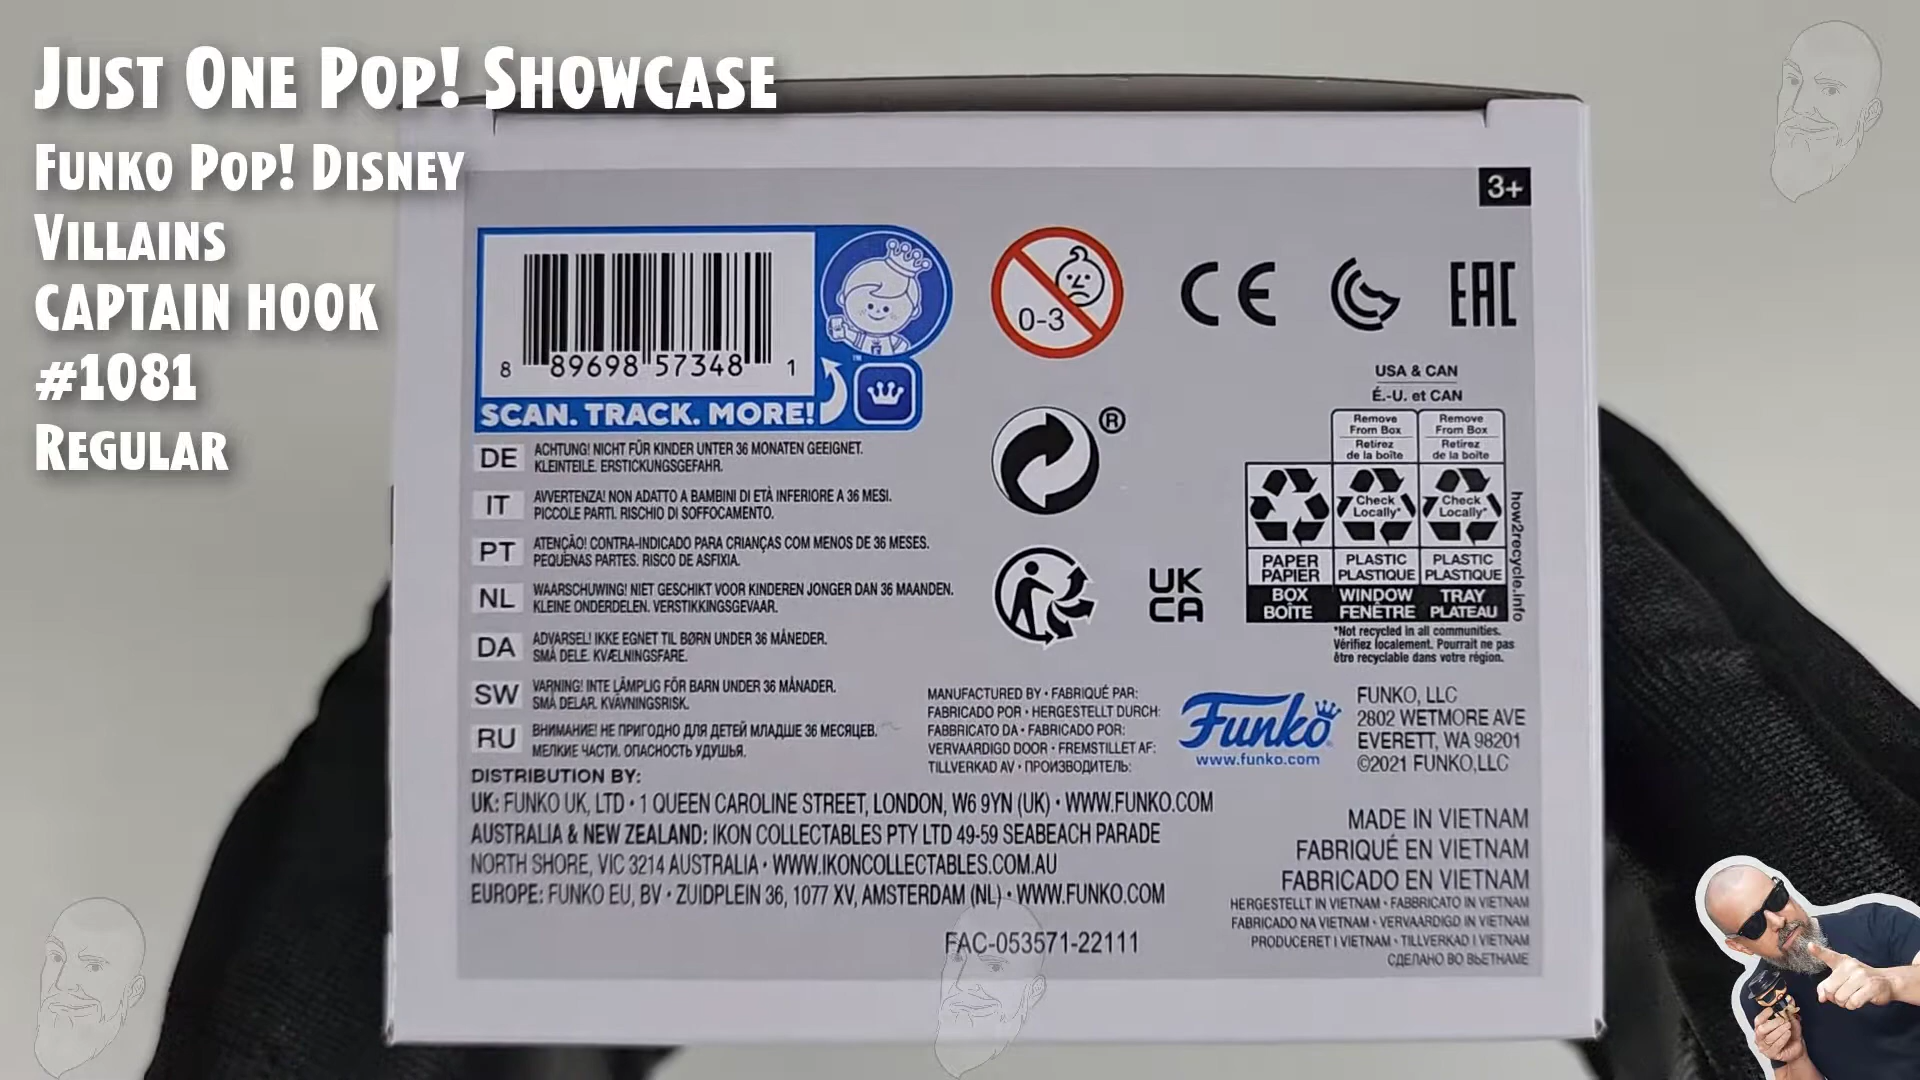 JUST ONE POP! SHOWCASE
FUNKO POP! DISNEY
VILLAINS
CAPTAIN HOOK
#1081
REGULAR
3+
8 89698 57348 1
SCAN. TRACK. MORE!
™
0-3
CE
EAC
®
UK
CA
USA & CAN
É.-U. et CAN
Remove From Box
Retirez de la boîte
Remove From Box
Retirez de la boîte
Check Locally*
Check Locally*
PAPER PAPIER
PLASTIC PLASTIQUE
PLASTIC PLASTIQUE
BOX BOÎTE
WINDOW FENÊTRE
TRAY PLATEAU
how2recycle.info
*Not recycled in all communities.
Vérifiez localement. Pourrait ne pas
être recyclable dans votre région.
DE ACHTUNG! NICHT FÜR KINDER UNTER 36 MONATEN GEEIGNET.
KLEINTEILE. ERSTICKUNGSGEFAHR.
IT AVVERTENZA! NON ADATTO A BAMBINI DI ETÀ INFERIORE A 36 MESI.
PICCOLE PARTI. RISCHIO DI SOFFOCAMENTO.
PT ATENÇÃO! CONTRA-INDICADO PARA CRIANÇAS COM MENOS DE 36 MESES.
PEQUENAS PARTES. RISCO DE ASFIXIA.
NL WAARSCHUWING! NIET GESCHIKT VOOR KINDEREN JONGER DAN 36 MAANDEN.
KLEINE ONDERDELEN. VERSTIKKINGSGEVAAR.
DA ADVARSEL! IKKE EGNET TIL BØRN UNDER 36 MÅNEDER.
SMÅ DELE. KVÆLNINGSFARE.
SW VARNING! INTE LÄMPLIG FÖR BARN UNDER 36 MÅNADER.
SMÅ DELAR. KVÄVNINGSRISK.
RU ВНИМАНИЕ! НЕ ПРИГОДНО ДЛЯ ДЕТЕЙ МЛАДШЕ 36 МЕСЯЦЕВ.
МЕЛКИЕ ЧАСТИ. ОПАСНОСТЬ УДУШЬЯ.
MANUFACTURED BY • FABRIQUÉ PAR:
FABRICADO POR • HERGESTELLT DURCH:
FABBRICATO DA • FABRICADO POR:
VERVAARDIGD DOOR • FREMSTILLET AF:
TILLVERKAD AV • ПРОИЗВОДИТЕЛЬ:
Funko
www.funko.com
FUNKO, LLC
2802 WETMORE AVE
EVERETT, WA 98201
©2021 FUNKO,LLC
DISTRIBUTION BY:
UK: FUNKO UK, LTD • 1 QUEEN CAROLINE STREET, LONDON, W6 9YN (UK) • WWW.FUNKO.COM
AUSTRALIA & NEW ZEALAND: IKON COLLECTABLES PTY LTD 49-59 SEABEACH PARADE
NORTH SHORE, VIC 3214 AUSTRALIA • WWW.IKONCOLLECTABLES.COM.AU
EUROPE: FUNKO EU, BV • ZUIDPLEIN 36, 1077 XV, AMSTERDAM (NL) • WWW.FUNKO.COM
FAC-053571-22111
MADE IN VIETNAM
FABRIQUÉ EN VIETNAM
FABRICADO EN VIETNAM
HERGESTELLT IN VIETNAM • FABBRICATO IN VIETNAM
FABRICADO NA VIETNAM • VERVAARDIGD IN VIETNAM
PRODUCERET I VIETNAM • TILLVERKAD I VIETNAM
СДЕЛАНО ВО ВЬЕТНАМЕ